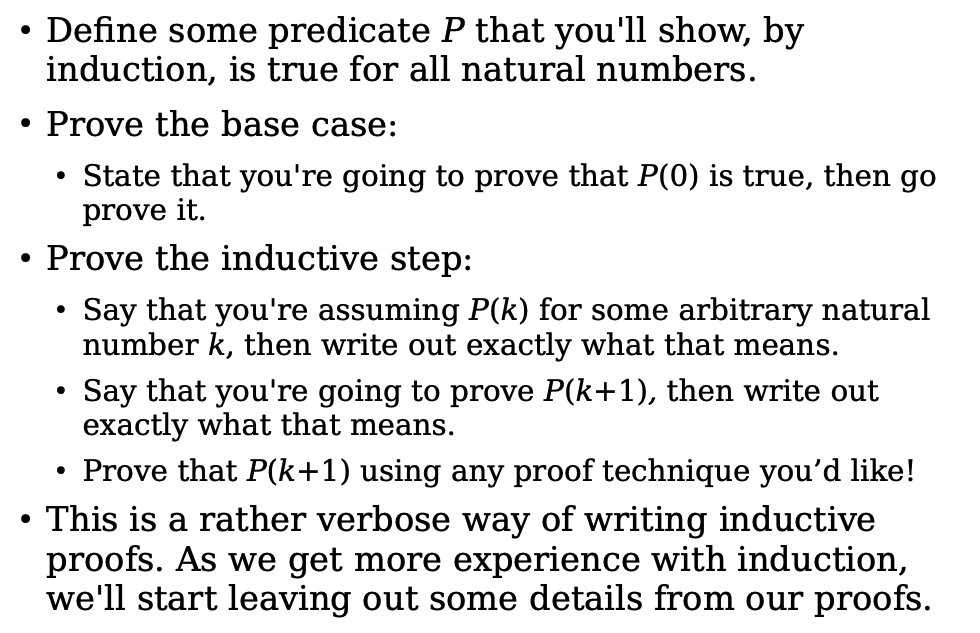 • Define some predicate P that you'll show, by
induction, is true for all natural numbers.
• Prove the base case:
• State that you're going to prove that P(0) is true, then go
prove it.
• Prove the inductive step:
• Say that you're assuming P(k) for some arbitrary natural
number k, then write out exactly what that means.
• Say that you're going to prove P(k+1), then write out
exactly what that means.
• Prove that P(k+1) using any proof technique you’d like!
• This is a rather verbose way of writing inductive
proofs. As we get more experience with induction,
we'll start leaving out some details from our proofs.